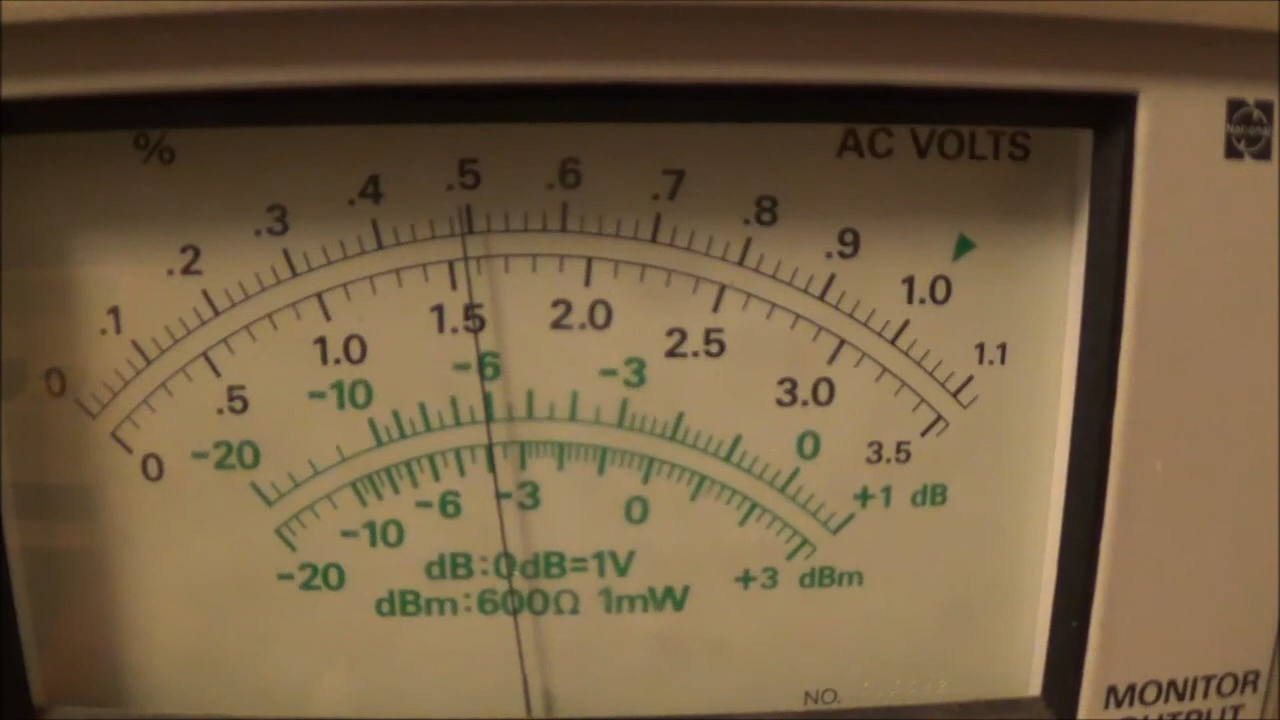 % AC VOLTS
National
0 .1 .2 .3 .4 .5 .6 .7 .8 .9 1.0 1.1
0 .5 1.0 1.5 2.0 2.5 3.0 3.5
-20 -10 -6 -3 0 +1 dB
-20 -10 -6 -3 0 +3 dBm
dB:0dB=1V
dBm:600Ω 1mW
NO.
MONITOR
OUTPUT